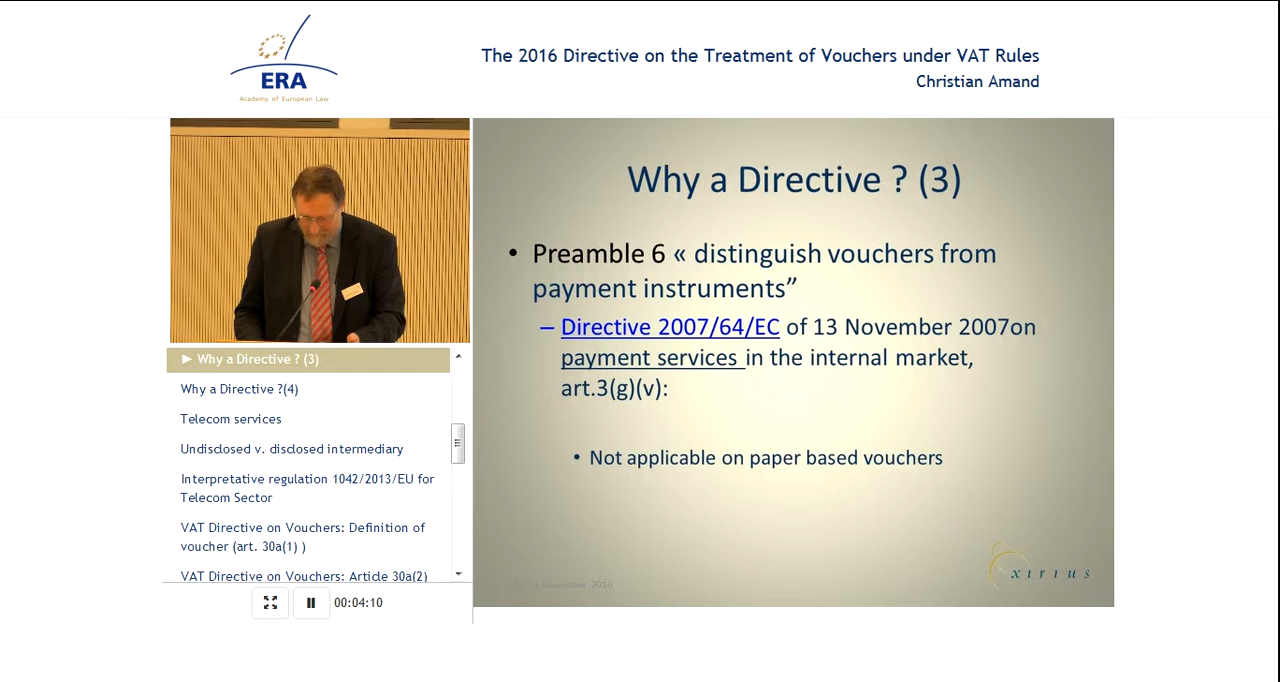 ERA
Academy of European Law
The 2016 Directive on the Treatment of Vouchers under VAT Rules
Christian Amand
► Why a Directive ? (3)
Why a Directive ?(4)
Telecom services
Undisclosed v. disclosed intermediary
Interpretative regulation 1042/2013/EU for
Telecom Sector
VAT Directive on Vouchers: Definition of
voucher (art. 30a(1) )
VAT Directive on Vouchers: Article 30a(2)
00:04:10
Why a Directive ? (3)
• Preamble 6 « distinguish vouchers from
payment instruments”
– Directive 2007/64/EC of 13 November 2007on
payment services in the internal market,
art.3(g)(v):
• Not applicable on paper based vouchers
November 2016
xirius